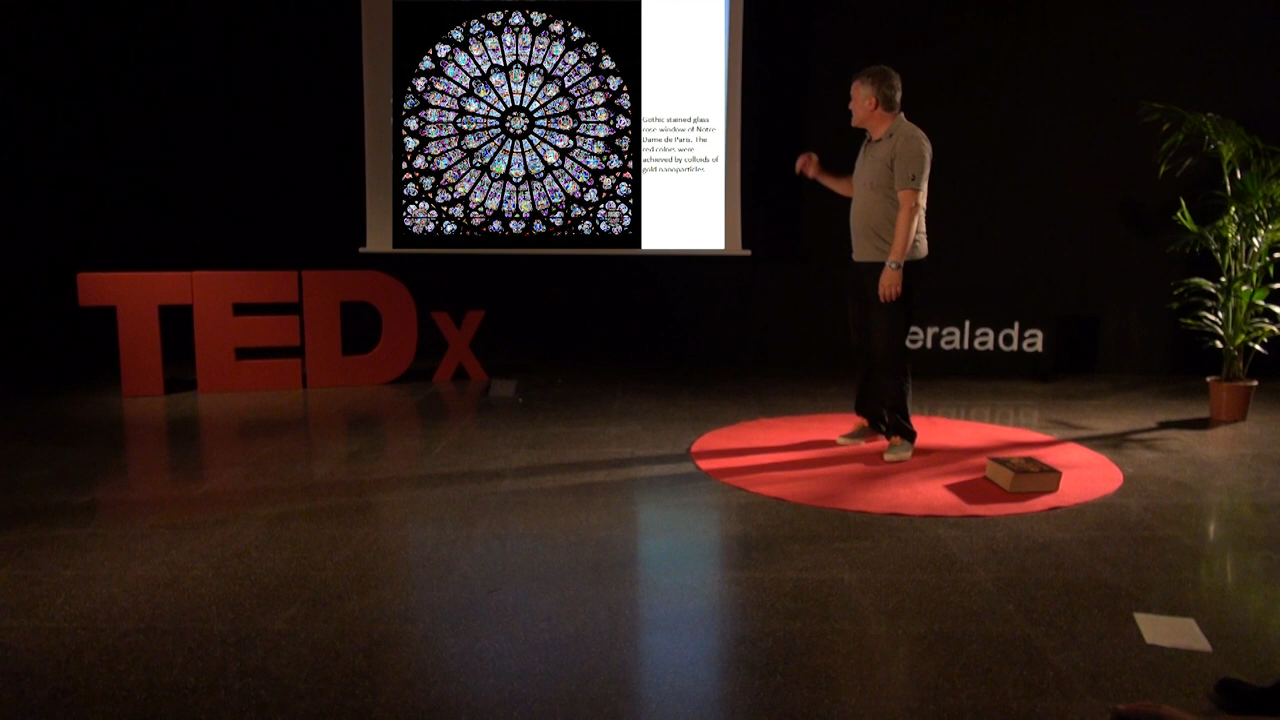 Gothic stained glass
rose window of Notre
Dame de Paris. The
red colors were
achieved by colloids of
gold nanoparticles
TEDx
eralada